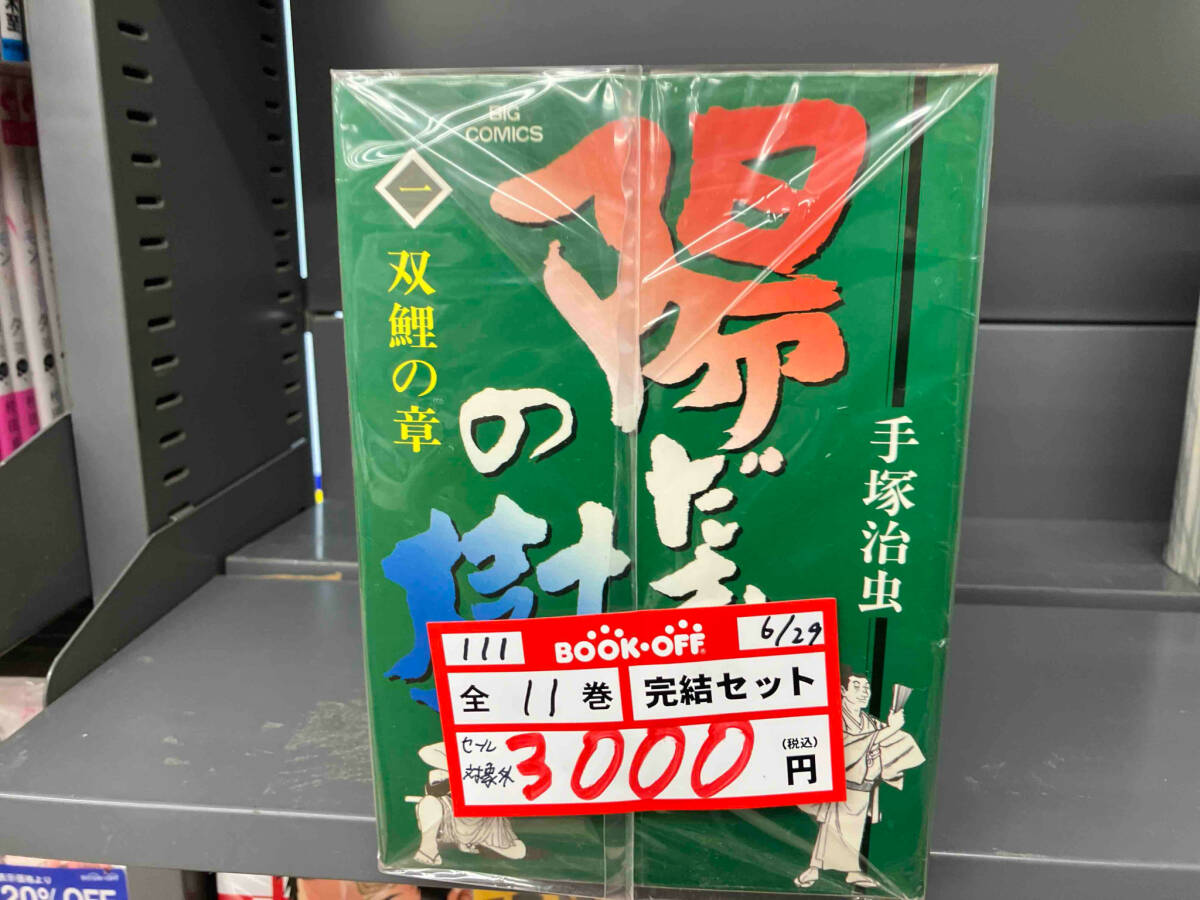 BIG
COMICS
一
双鯉の章
陽だま
の樹
手塚治虫
111
BOOK・OFF
6/29
全 11 巻
完結セット
セール
対象外
3000
(税込)
円
20%OFF